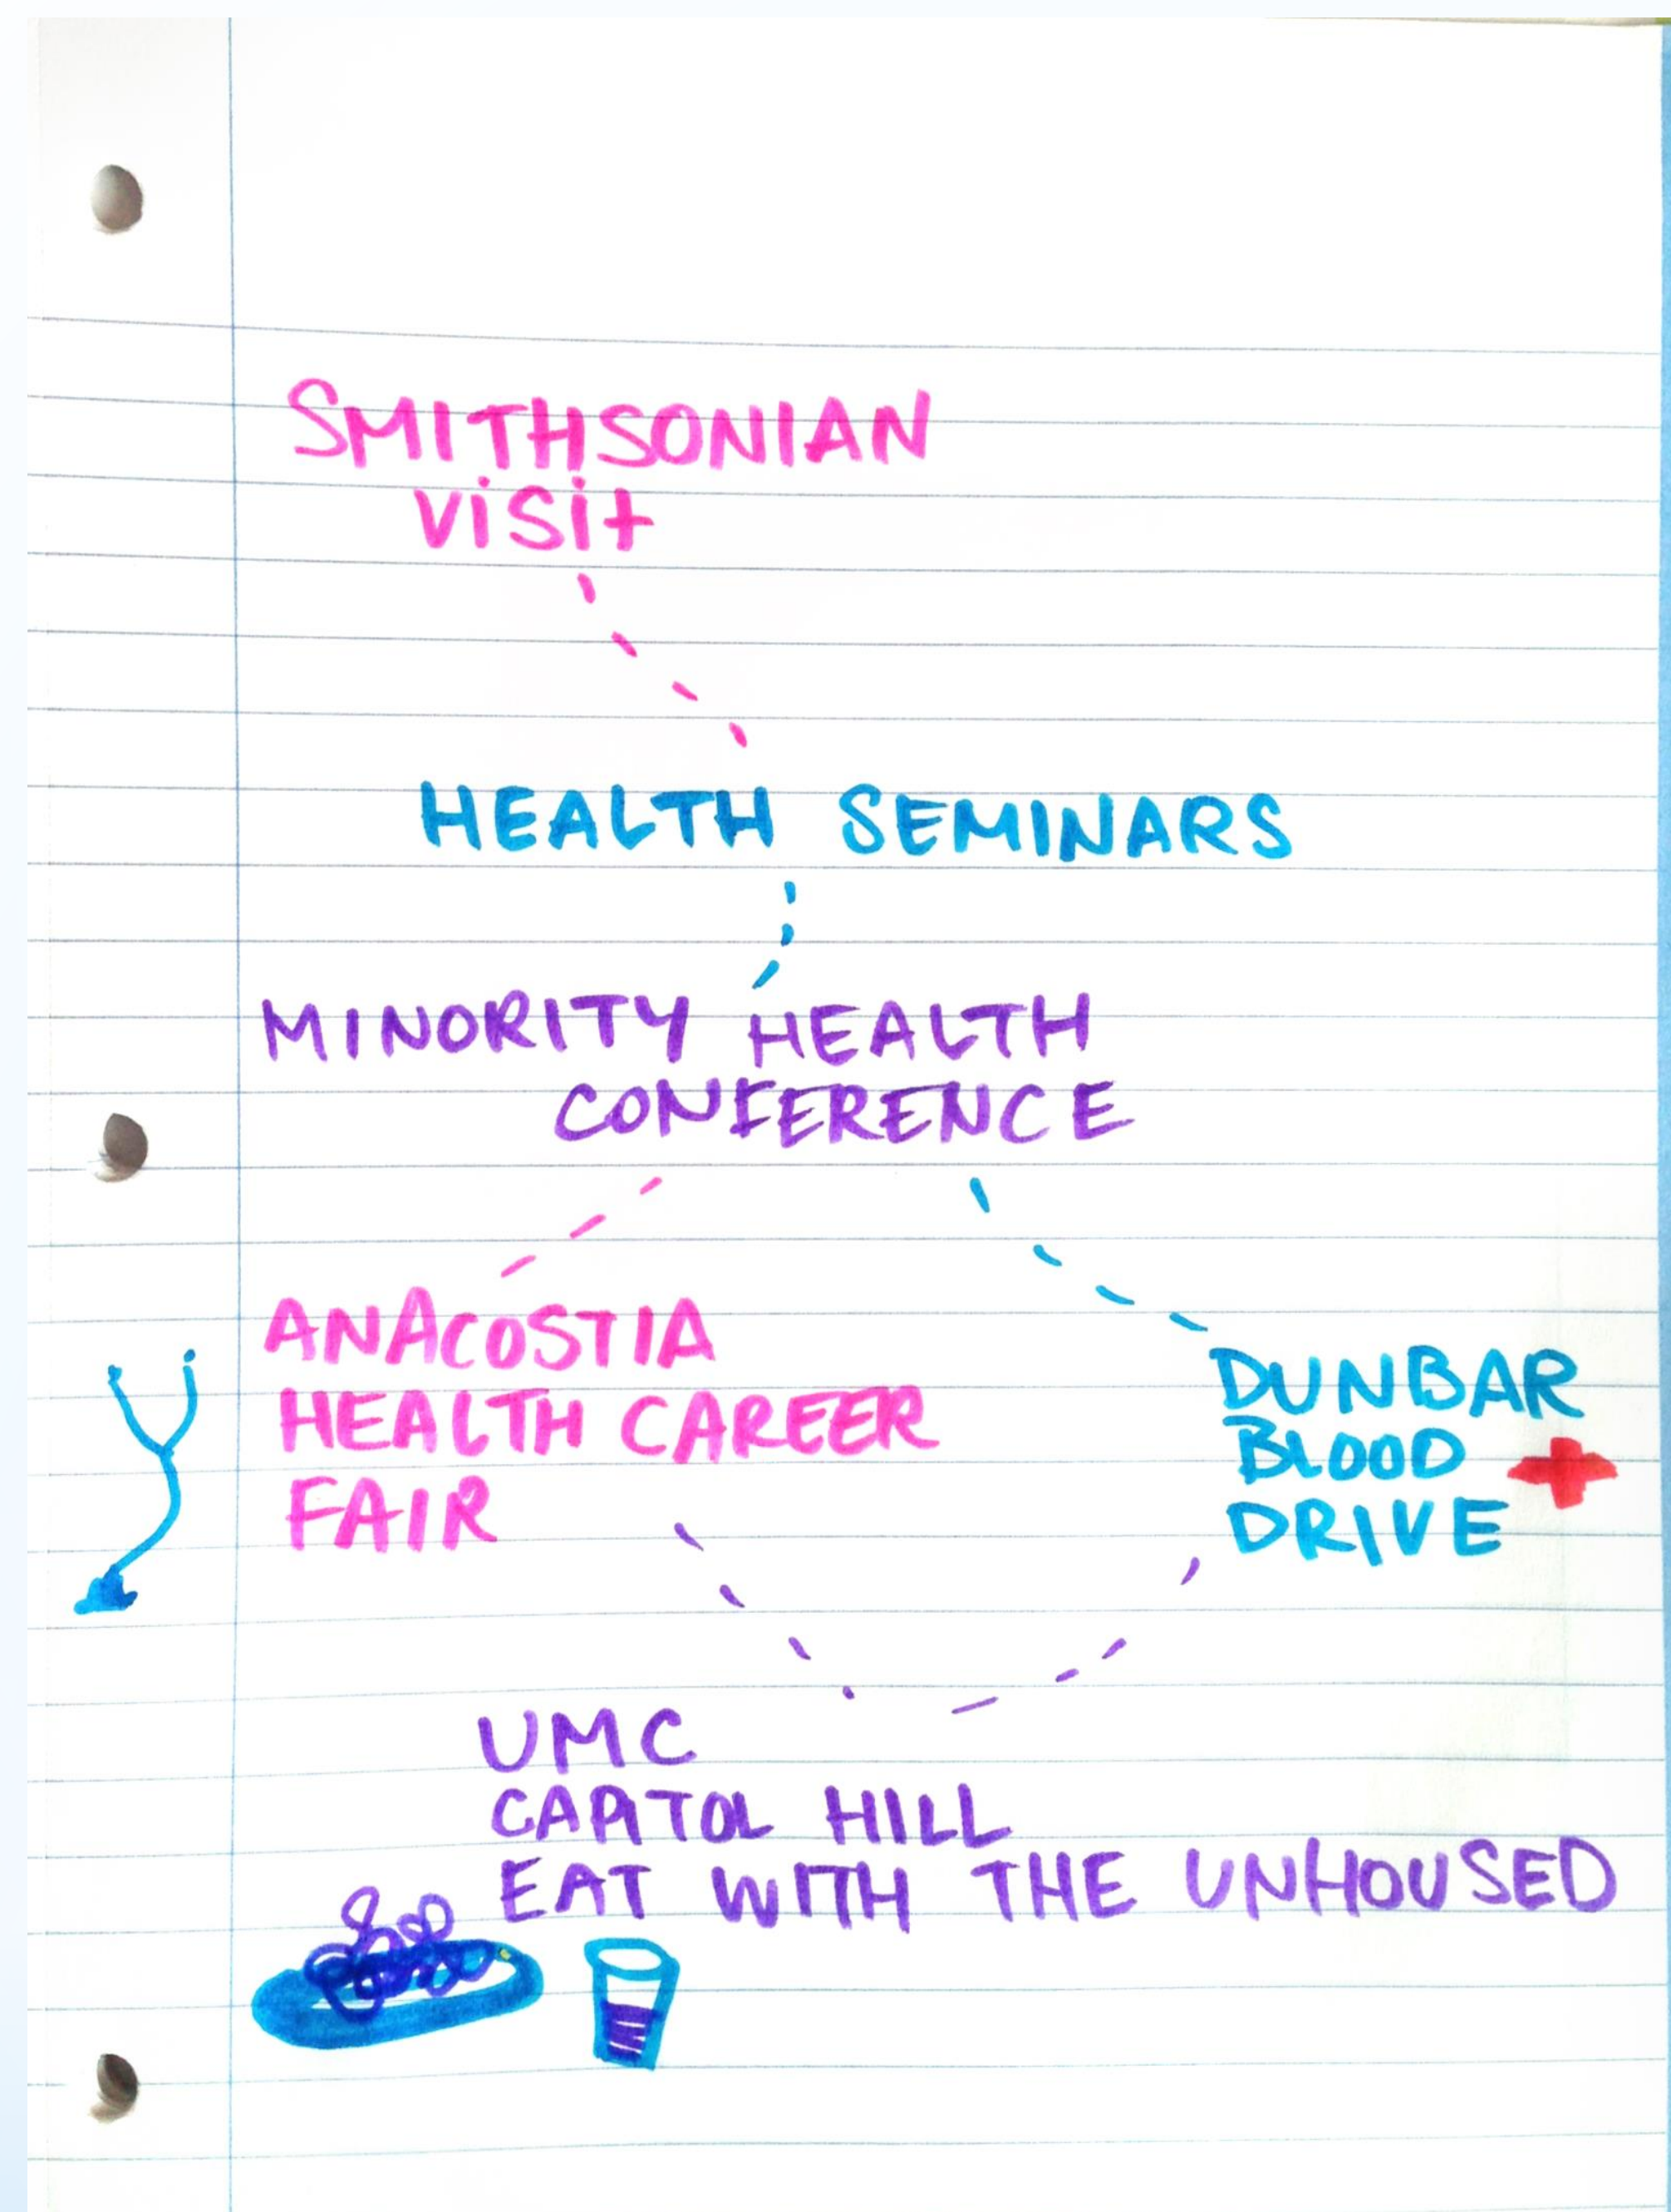 SMITHSONIAN
VISIT
HEALTH SEMINARS
MINORITY HEALTH
CONFERENCE
ANACOSTIA
HEALTH CAREER
FAIR
DUNBAR
BLOOD
DRIVE
UMC
CAPITOL HILL
EAT WITH THE UNHOUSED